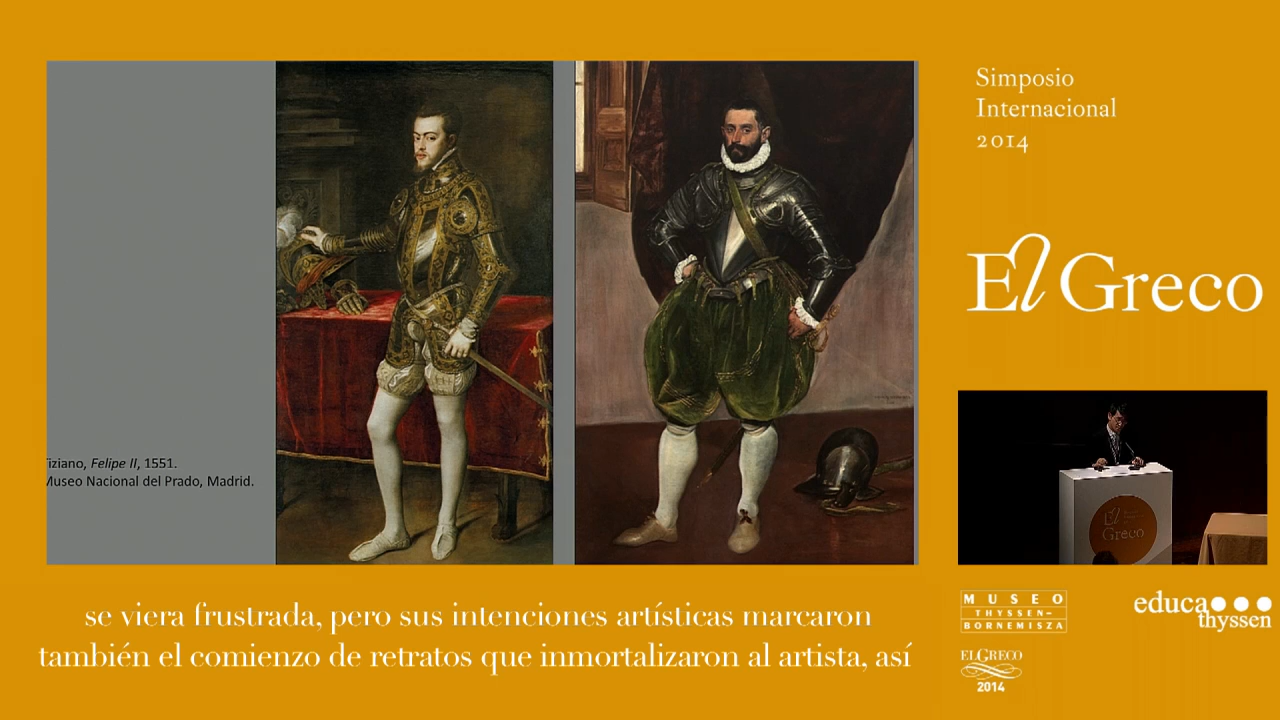 Simposio
Internacional
2014
El Greco
Tiziano, Felipe II, 1551.
Museo Nacional del Prado, Madrid.
El
Greco
se viera frustrada, pero sus intenciones artísticas marcaron
también el comienzo de retratos que inmortalizaron al artista, así
MUSEO
THYSSEN-
BORNEMISZA
educa
thyssen
ELGRECO
2014